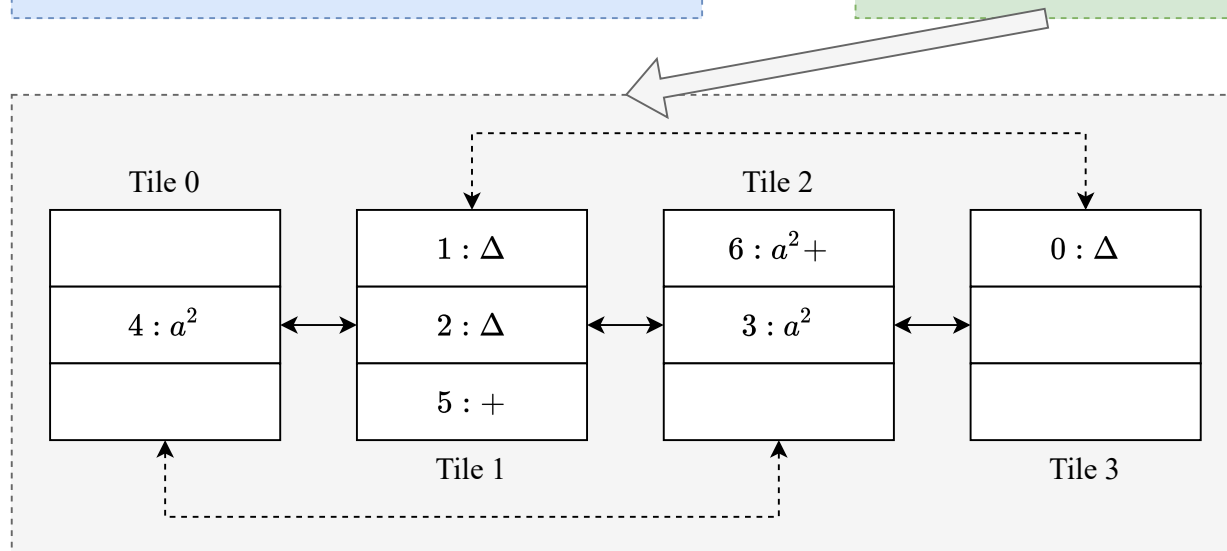 Tile 0
Tile 2
1 : Δ
6 : a²+
0 : Δ
4 : a²
2 : Δ
3 : a²
5 : +
Tile 1
Tile 3